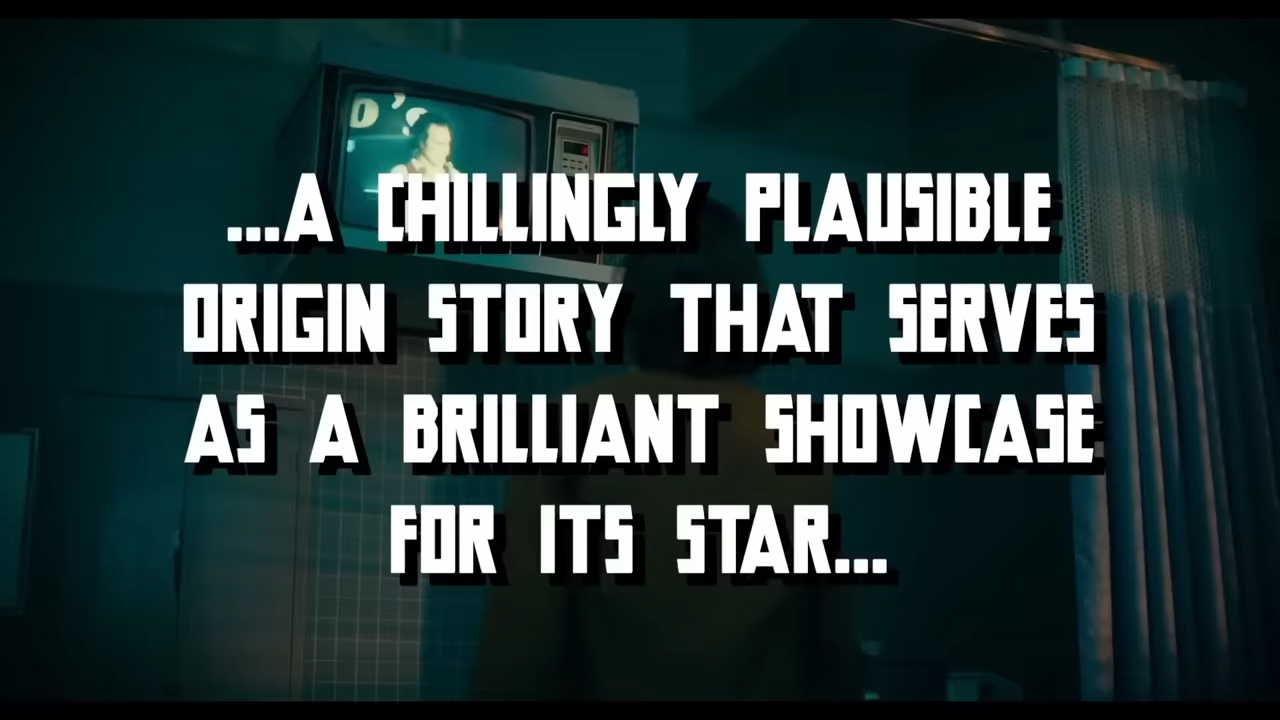 O'S
...A CHILLINGLY PLAUSIBLE
ORIGIN STORY THAT SERVES
AS A BRILLIANT SHOWCASE
FOR ITS STAR...